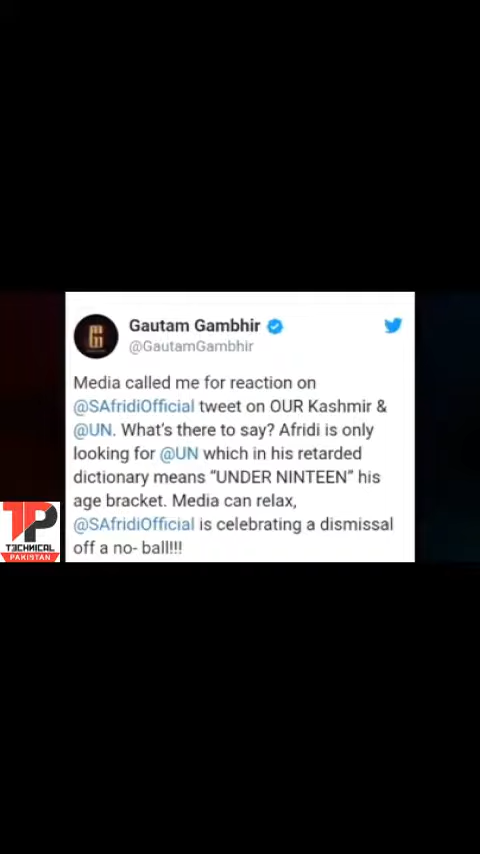 Gautam Gambhir
@GautamGambhir
Media called me for reaction on
@SAfridiOfficial tweet on OUR Kashmir &
@UN. What's there to say? Afridi is only
looking for @UN which in his retarded
dictionary means “UNDER NINTEEN” his
age bracket. Media can relax,
@SAfridiOfficial is celebrating a dismissal
off a no- ball!!!
TP
T3CHNICAL
PAKISTAN